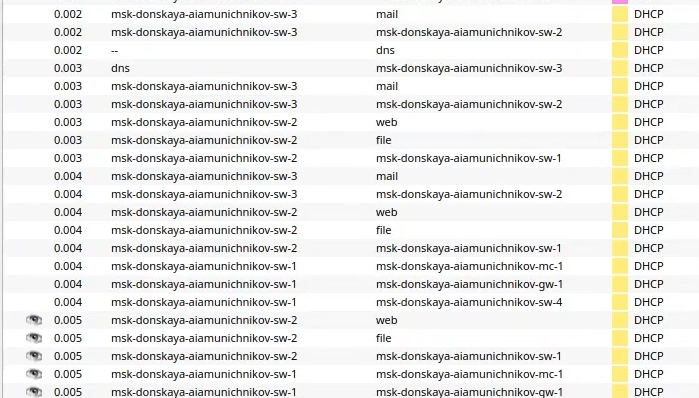 0.002 msk-donskaya-aiamunichnikov-sw-3 mail DHCP
0.002 msk-donskaya-aiamunichnikov-sw-3 msk-donskaya-aiamunichnikov-sw-2 DHCP
0.002 -- dns DHCP
0.003 dns msk-donskaya-aiamunichnikov-sw-3 DHCP
0.003 msk-donskaya-aiamunichnikov-sw-3 mail DHCP
0.003 msk-donskaya-aiamunichnikov-sw-3 msk-donskaya-aiamunichnikov-sw-2 DHCP
0.003 msk-donskaya-aiamunichnikov-sw-2 web DHCP
0.003 msk-donskaya-aiamunichnikov-sw-2 file DHCP
0.003 msk-donskaya-aiamunichnikov-sw-2 msk-donskaya-aiamunichnikov-sw-1 DHCP
0.004 msk-donskaya-aiamunichnikov-sw-3 mail DHCP
0.004 msk-donskaya-aiamunichnikov-sw-3 msk-donskaya-aiamunichnikov-sw-2 DHCP
0.004 msk-donskaya-aiamunichnikov-sw-2 web DHCP
0.004 msk-donskaya-aiamunichnikov-sw-2 file DHCP
0.004 msk-donskaya-aiamunichnikov-sw-2 msk-donskaya-aiamunichnikov-sw-1 DHCP
0.004 msk-donskaya-aiamunichnikov-sw-1 msk-donskaya-aiamunichnikov-mc-1 DHCP
0.004 msk-donskaya-aiamunichnikov-sw-1 msk-donskaya-aiamunichnikov-gw-1 DHCP
0.004 msk-donskaya-aiamunichnikov-sw-1 msk-donskaya-aiamunichnikov-sw-4 DHCP
0.005 msk-donskaya-aiamunichnikov-sw-2 web DHCP
0.005 msk-donskaya-aiamunichnikov-sw-2 file DHCP
0.005 msk-donskaya-aiamunichnikov-sw-2 msk-donskaya-aiamunichnikov-sw-1 DHCP
0.005 msk-donskaya-aiamunichnikov-sw-1 msk-donskaya-aiamunichnikov-mc-1 DHCP
0.005 msk-donskaya-aiamunichnikov-sw-1 msk-donskaya-aiamunichnikov-gw-1 DHCP